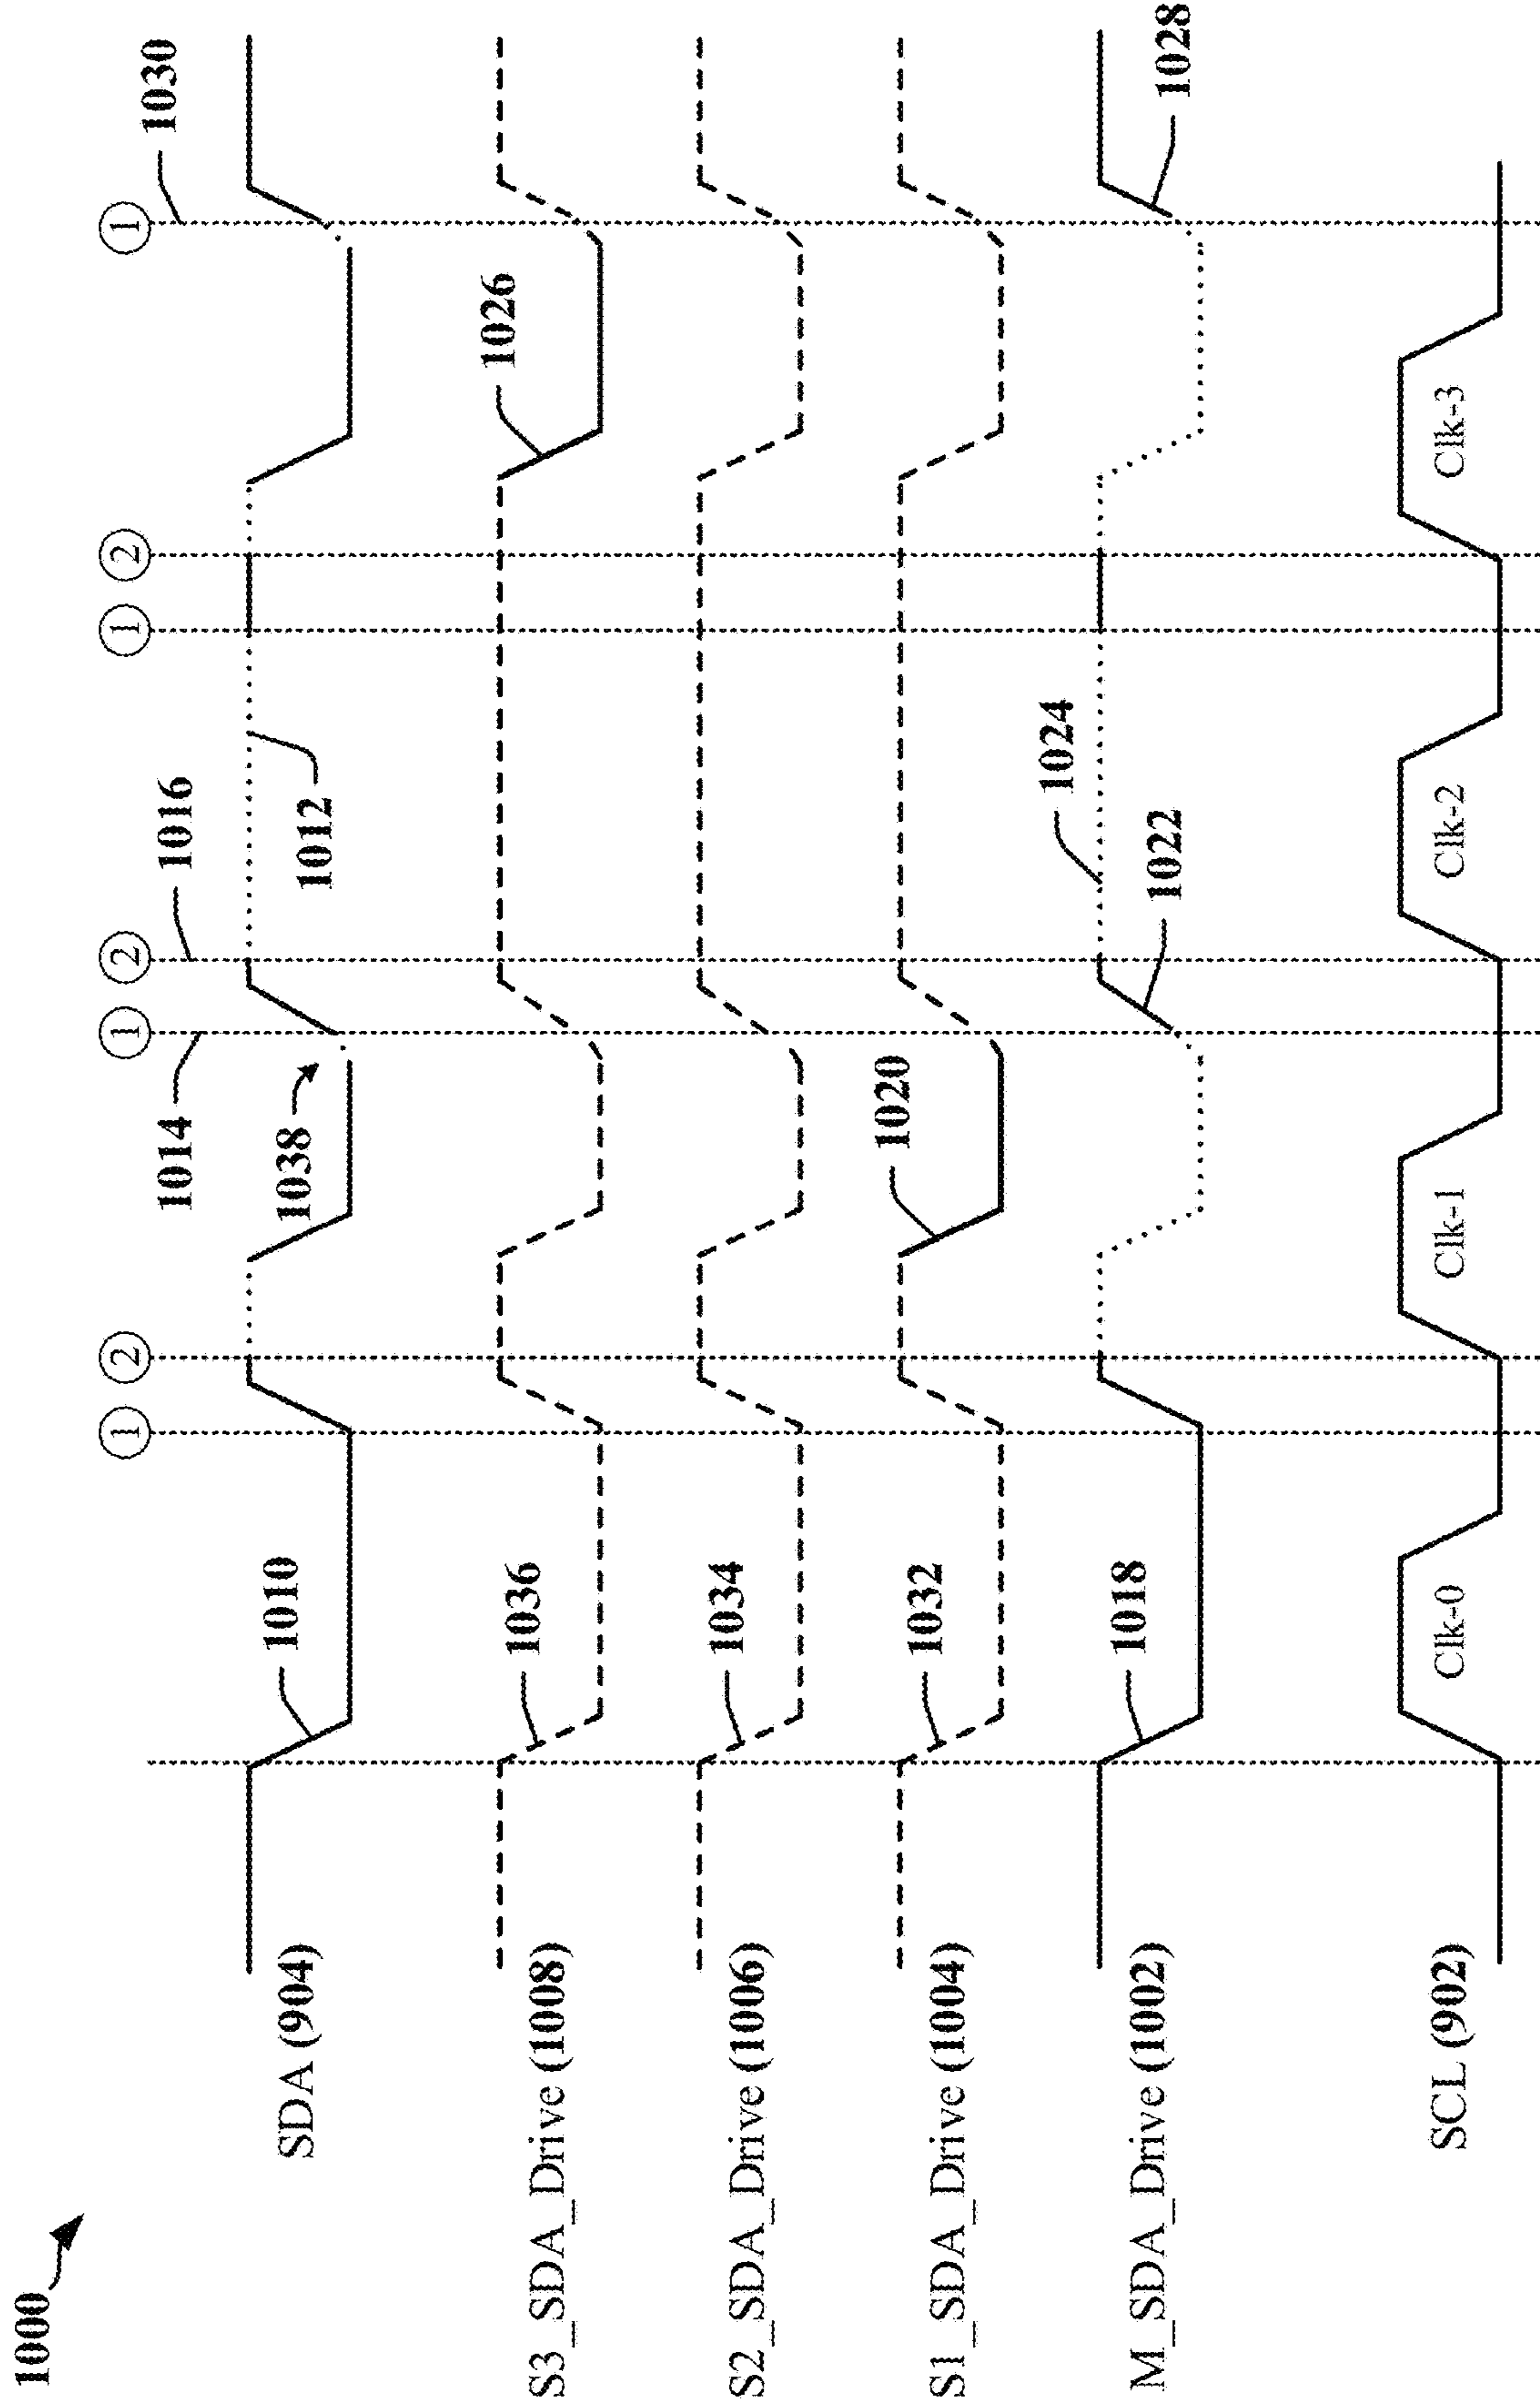 1000
1 2 1 2 1 2 1
1014 1016 1030
SDA (904)
1010 1038 1012
S3_SDA_Drive (1008)
1036 1026
S2_SDA_Drive (1006)
1034
S1_SDA_Drive (1004)
1032 1020
M_SDA_Drive (1002)
1018 1022 1024 1028
SCL (902)
Clk-0 Clk-1 Clk-2 Clk-3